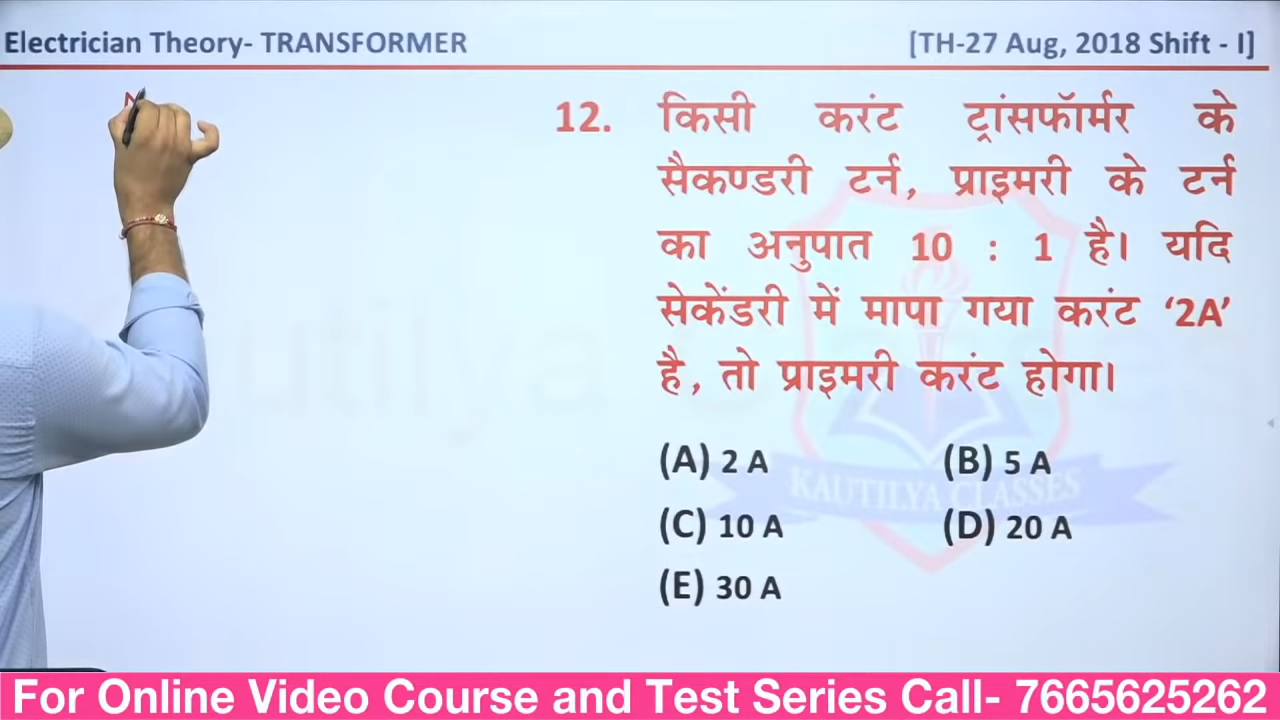 Electrician Theory- TRANSFORMER
[TH-27 Aug, 2018 Shift - I]
12. किसी करंट ट्रांसफॉर्मर के
सैकण्डरी टर्न, प्राइमरी के टर्न
का अनुपात 10 : 1 है। यदि
सेकेंडरी में मापा गया करंट ‘2A’
है, तो प्राइमरी करंट होगा।
(A) 2 A (B) 5 A
(C) 10 A (D) 20 A
(E) 30 A
KAUTILYA CLASSES
For Online Video Course and Test Series Call- 7665625262